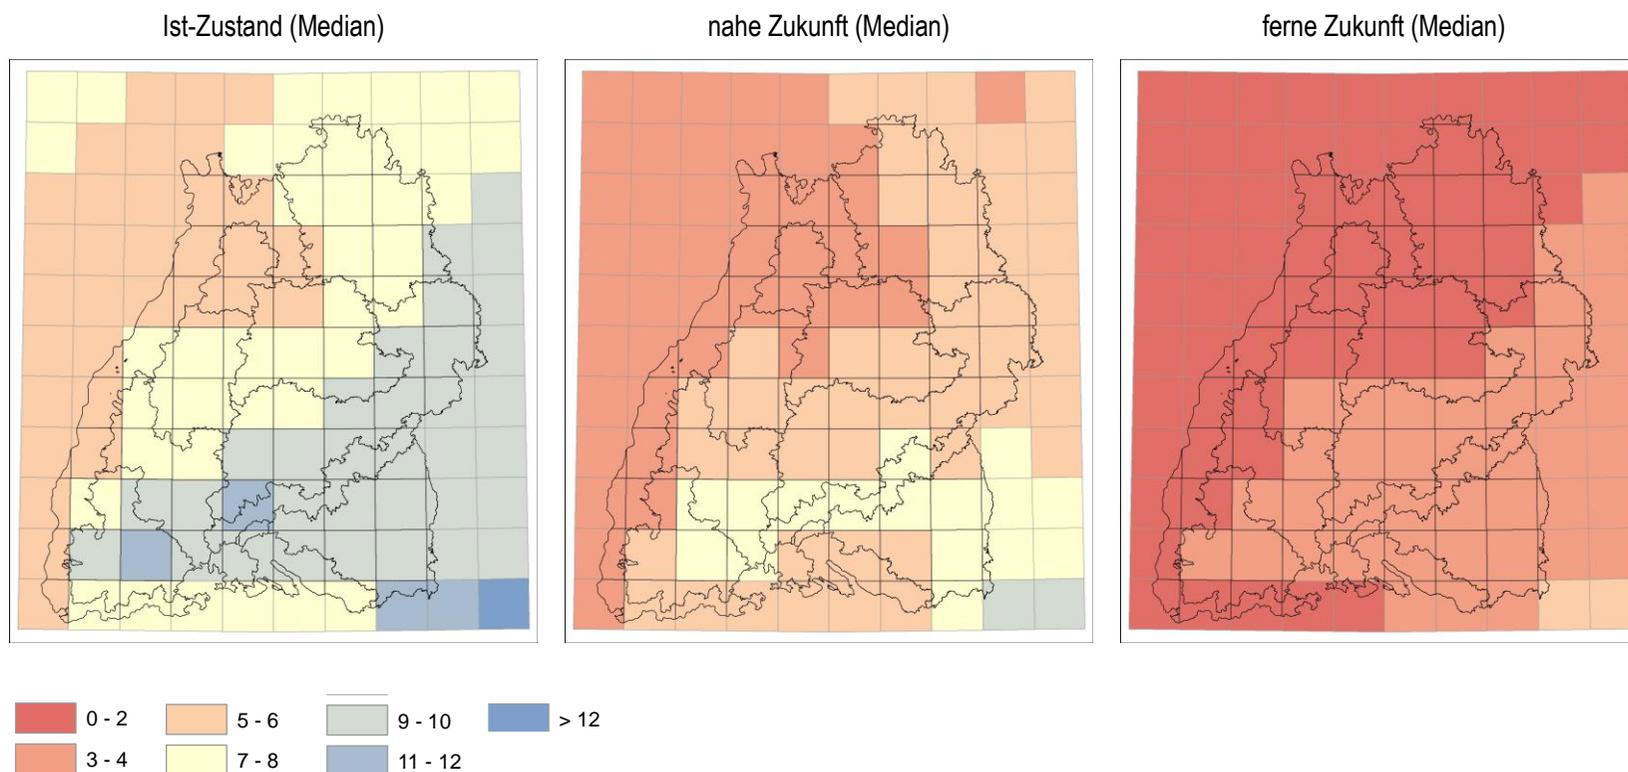 Ist-Zustand (Median) nahe Zukunft (Median) ferne Zukunft (Median)
0 - 2 5 - 6 9 - 10 > 12
3 - 4 7 - 8 11 - 12